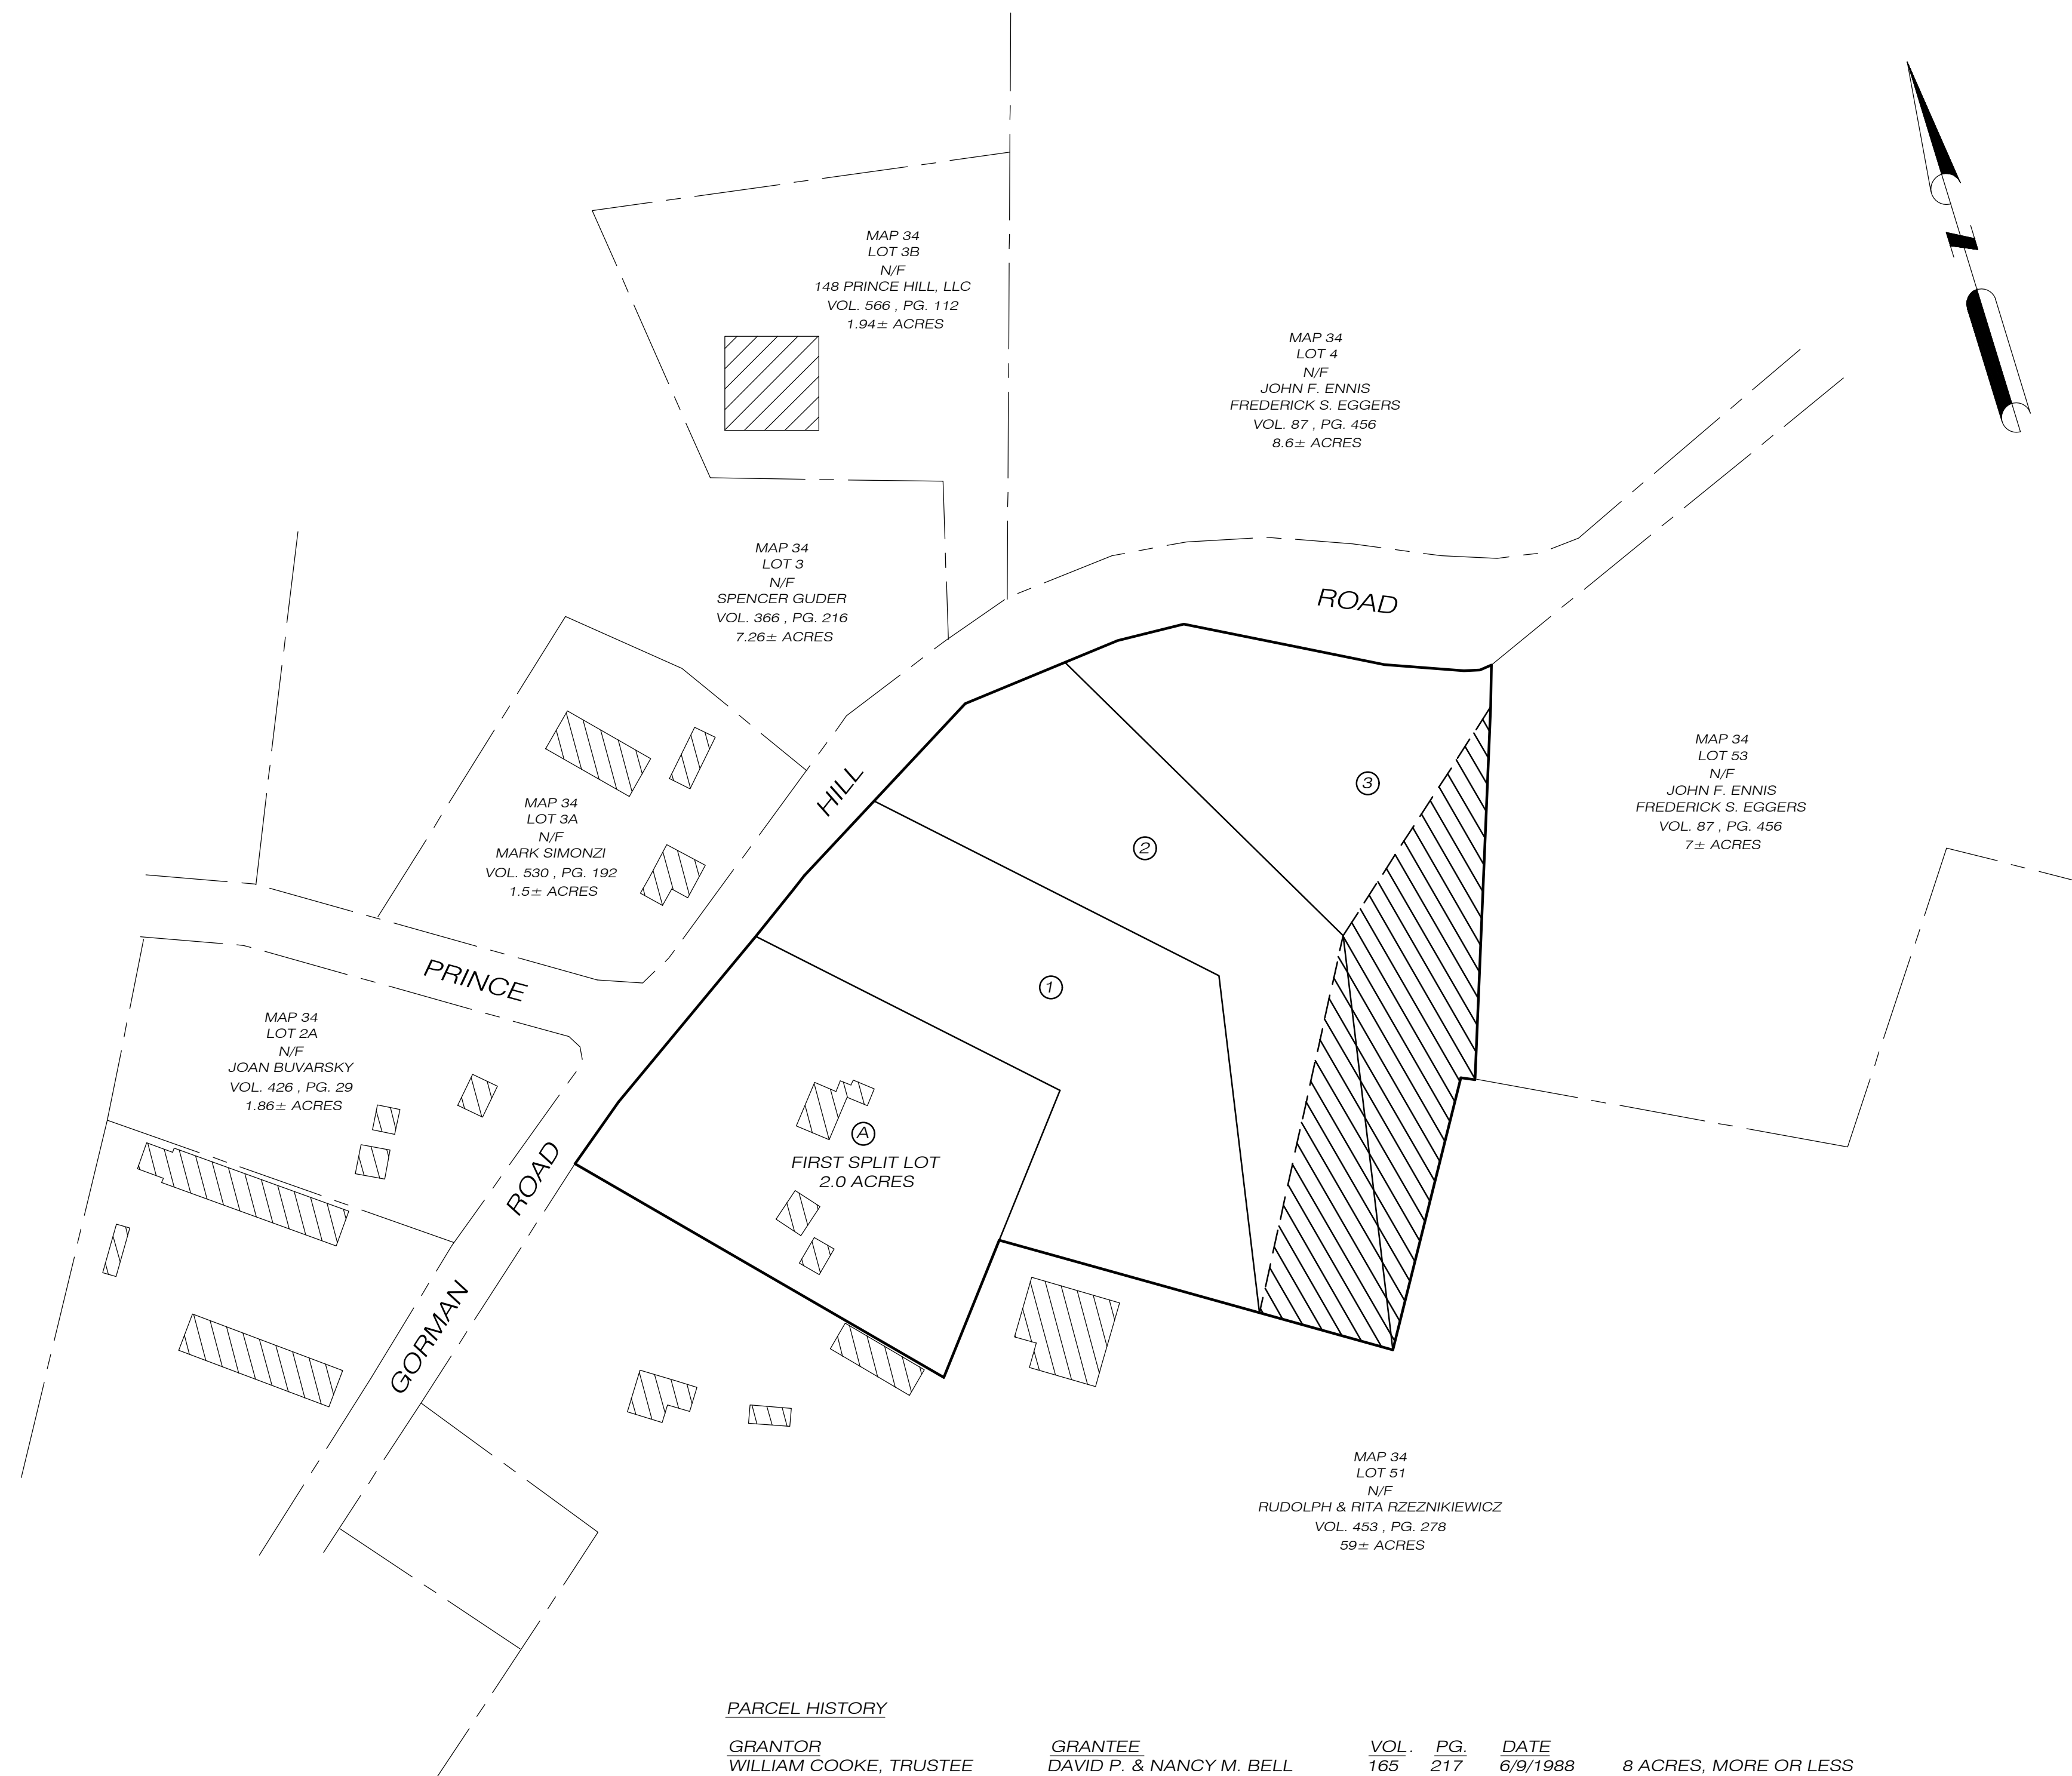 MAP 34
LOT 3B
N/F
148 PRINCE HILL, LLC
VOL. 566 , PG. 112
1.94± ACRES
MAP 34
LOT 4
N/F
JOHN F. ENNIS
FREDERICK S. EGGERS
VOL. 87 , PG. 456
8.6± ACRES
MAP 34
LOT 3
N/F
SPENCER GUDER
VOL. 366 , PG. 216
7.26± ACRES
ROAD
HILL
PRINCE
MAP 34
LOT 53
N/F
JOHN F. ENNIS
FREDERICK S. EGGERS
VOL. 87 , PG. 456
7± ACRES
MAP 34
LOT 3A
N/F
MARK SIMONZI
VOL. 530 , PG. 192
1.5± ACRES
3
2
1
MAP 34
LOT 2A
N/F
JOAN BUVARSKY
VOL. 426 , PG. 29
1.86± ACRES
A
FIRST SPLIT LOT
2.0 ACRES
ROAD
GORMAN
MAP 34
LOT 51
N/F
RUDOLPH & RITA RZEZNIKIEWICZ
VOL. 453 , PG. 278
59± ACRES
PARCEL HISTORY
GRANTOR GRANTEE VOL. PG. DATE
WILLIAM COOKE, TRUSTEE DAVID P. & NANCY M. BELL 165 217 6/9/1988 8 ACRES, MORE OR LESS